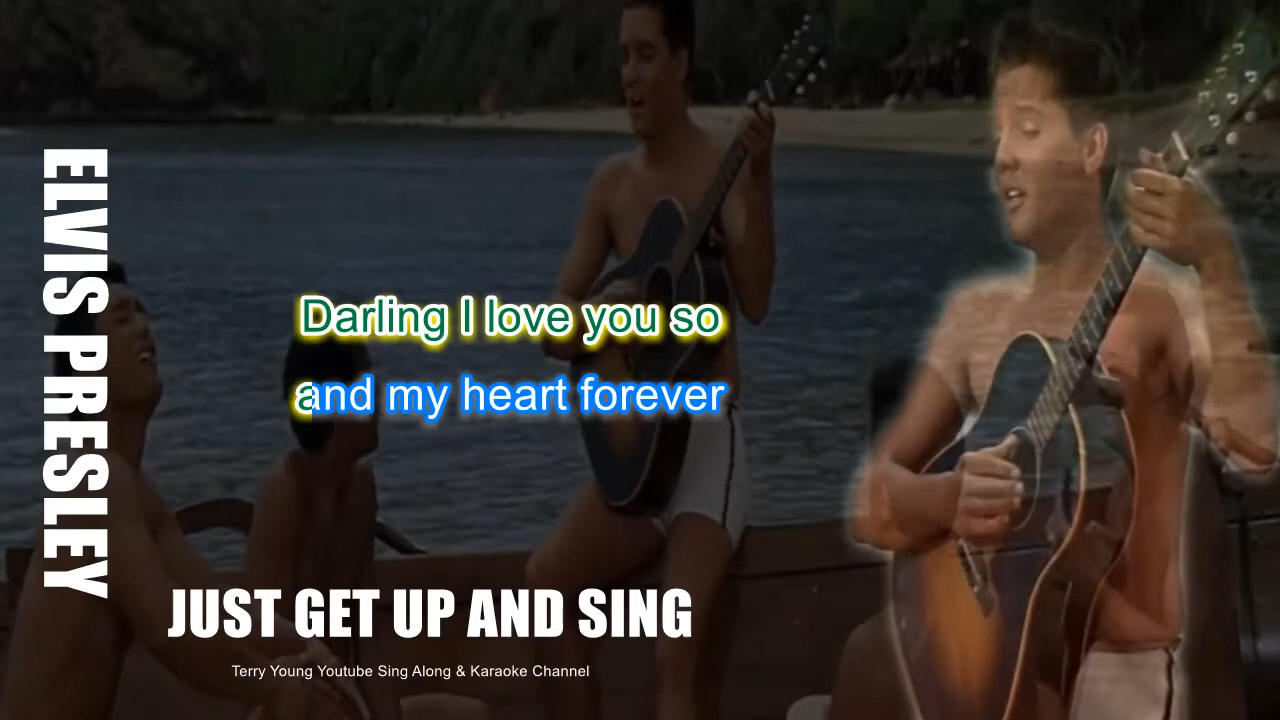 ELVIS PRESLEY
Darling I love you so
and my heart forever
JUST GET UP AND SING
Terry Young Youtube Sing Along & Karaoke Channel